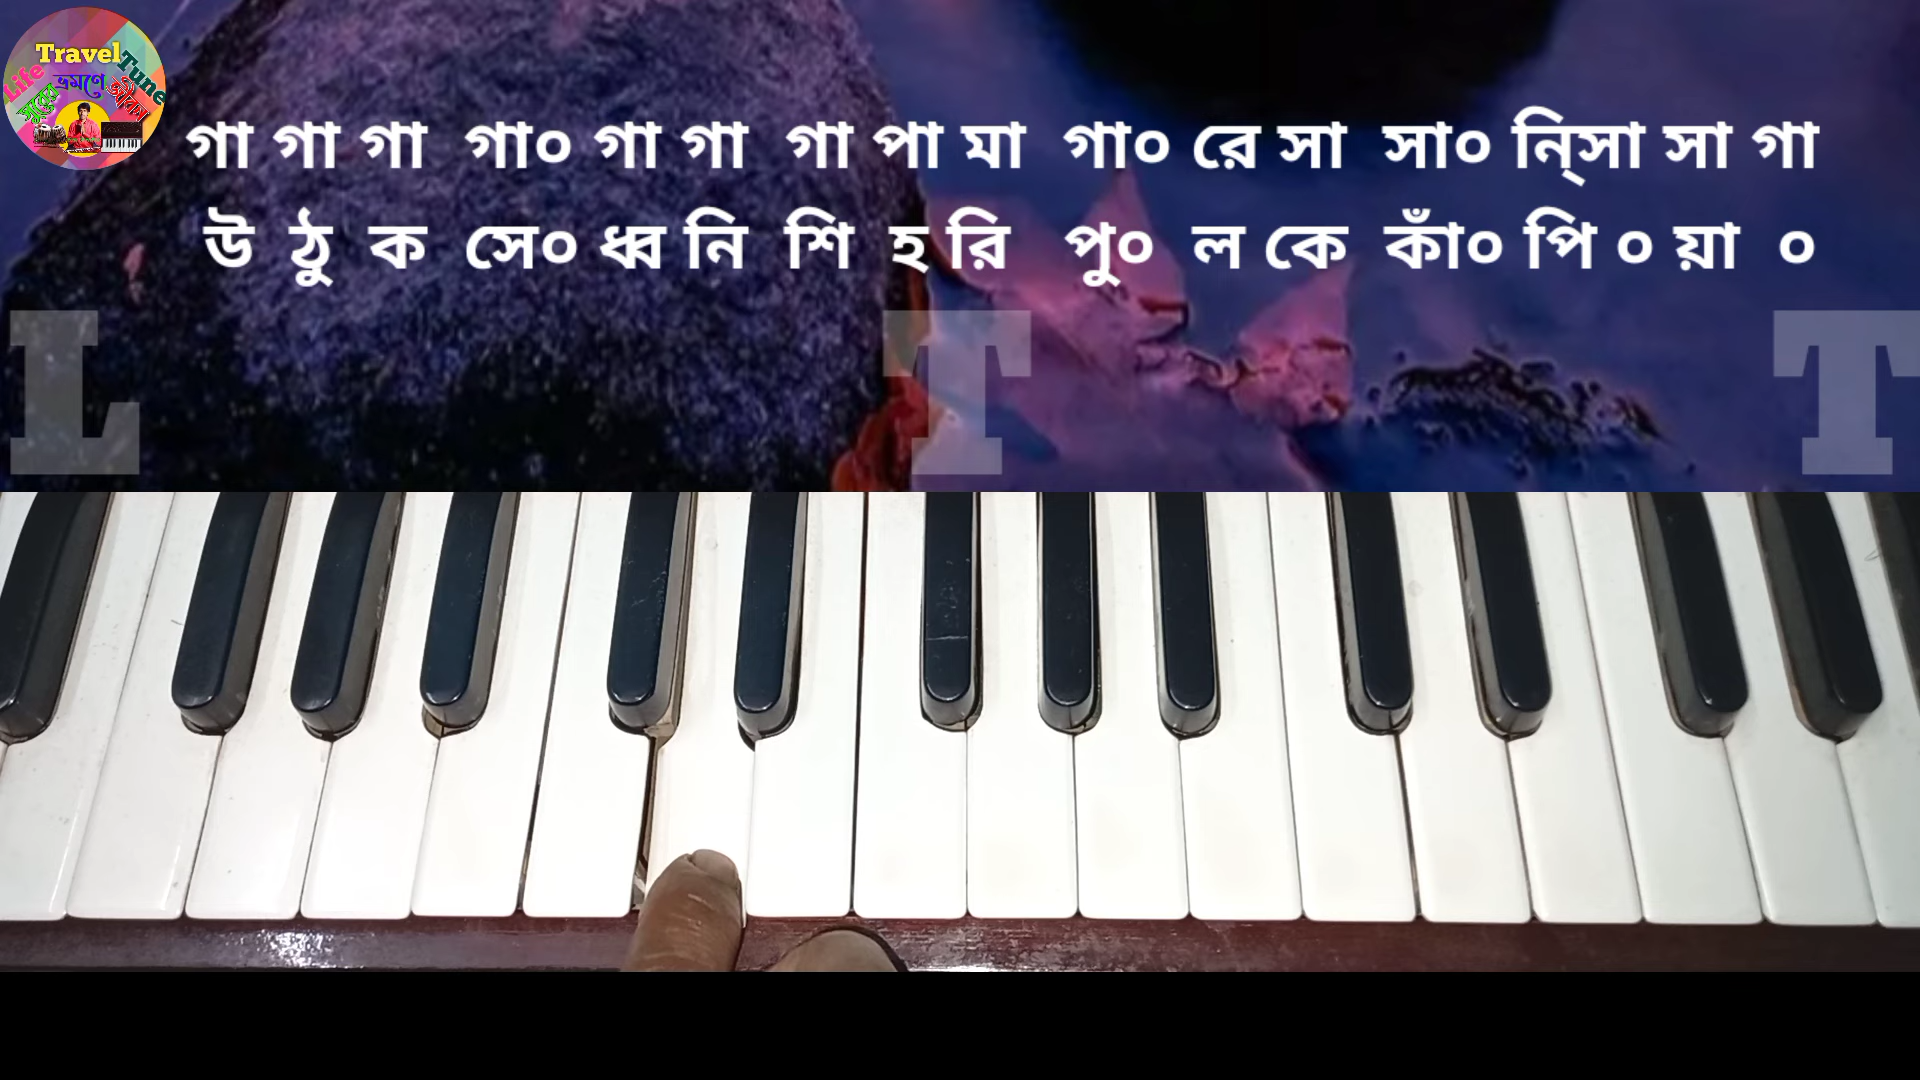 Life Travel Tune
সুরের ভ্রমণে জীবন
গা গা গা গা০ গা গা গা পা মা গা০ রে সা সা০ নি্সা সা গা
উ ঠু ক সে০ ধ্ব নি শি হ রি পু০ ল কে কাঁ০ পি ০ য়া ০
L T T